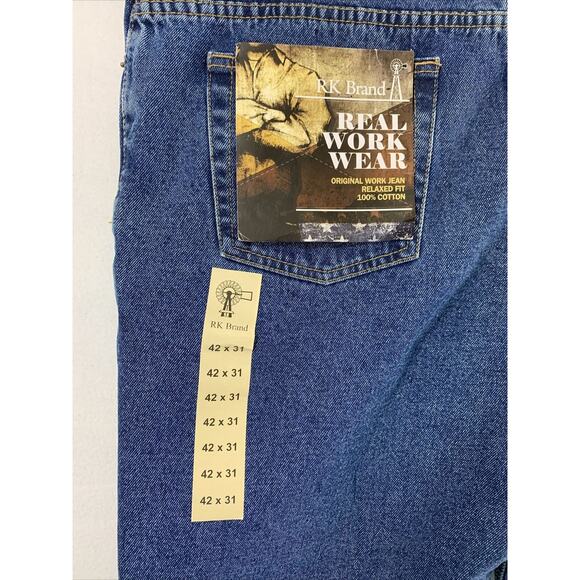 RK Brand
REAL
WORK
WEAR
ORIGINAL WORK JEAN
RELAXED FIT
100% COTTON
RK Brand
42 x 31
42 x 31
42 x 31
42 x 31
42 x 31
42 x 31
42 x 31